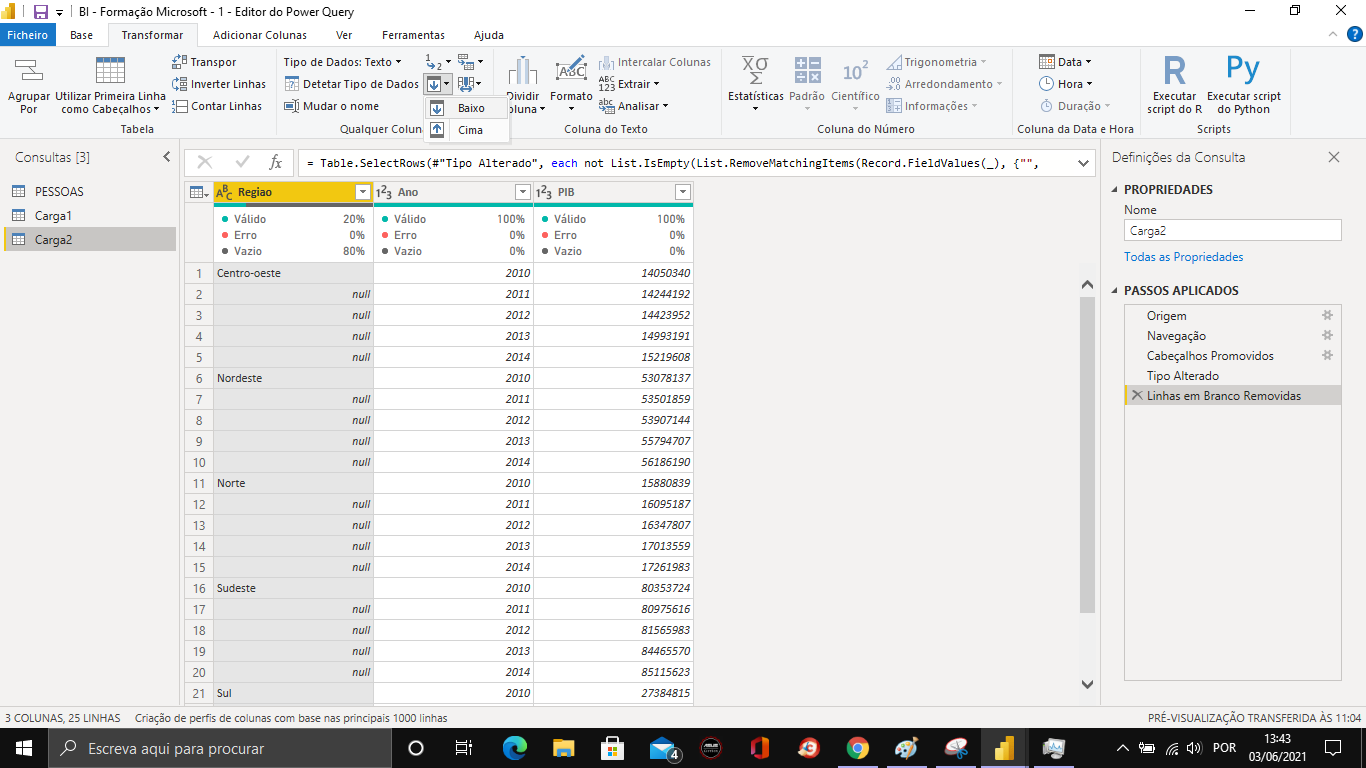 BI - Formação Microsoft - 1 - Editor do Power Query
Ficheiro Base Transformar Adicionar Colunas Ver Ferramentas Ajuda
Agrupar Por
Utilizar Primeira Linha como Cabeçalhos
Transpor
Inverter Linhas
Contar Linhas
Tabela
Tipo de Dados: Texto
Detetar Tipo de Dados
Mudar o nome
Baixo
Cima
Qualquer Colun
Dividir oluna
Formato
Intercalar Colunas
Extrair
Analisar
Coluna do Texto
Estatísticas
Padrão
Científico
Trigonometria
Arredondamento
Informações
Coluna do Número
Data
Hora
Duração
Coluna da Data e Hora
Executar script do R
Executar script do Python
Scripts
Consultas [3]
PESSOAS
Carga1
Carga2
= Table.SelectRows(#"Tipo Alterado", each not List.IsEmpty(List.RemoveMatchingItems(Record.FieldValues(_), {"",
Regiao Ano PIB
Válido 20% Válido 100% Válido 100%
Erro 0% Erro 0% Erro 0%
Vazio 80% Vazio 0% Vazio 0%
1 Centro-oeste 2010 14050340
2 null 2011 14244192
3 null 2012 14423952
4 null 2013 14993191
5 null 2014 15219608
6 Nordeste 2010 53078137
7 null 2011 53501859
8 null 2012 53907144
9 null 2013 55794707
10 null 2014 56186190
11 Norte 2010 15880839
12 null 2011 16095187
13 null 2012 16347807
14 null 2013 17013559
15 null 2014 17261983
16 Sudeste 2010 80353724
17 null 2011 80975616
18 null 2012 81565983
19 null 2013 84465570
20 null 2014 85115623
21 Sul 2010 27384815
Definições da Consulta
PROPRIEDADES
Nome
Carga2
Todas as Propriedades
PASSOS APLICADOS
Origem
Navegação
Cabeçalhos Promovidos
Tipo Alterado
Linhas em Branco Removidas
3 COLUNAS, 25 LINHAS Criação de perfis de colunas com base nas principais 1000 linhas
PRÉ-VISUALIZAÇÃO TRANSFERIDA ÀS 11:04
Escreva aqui para procurar
4
POR
13:43
03/06/2021